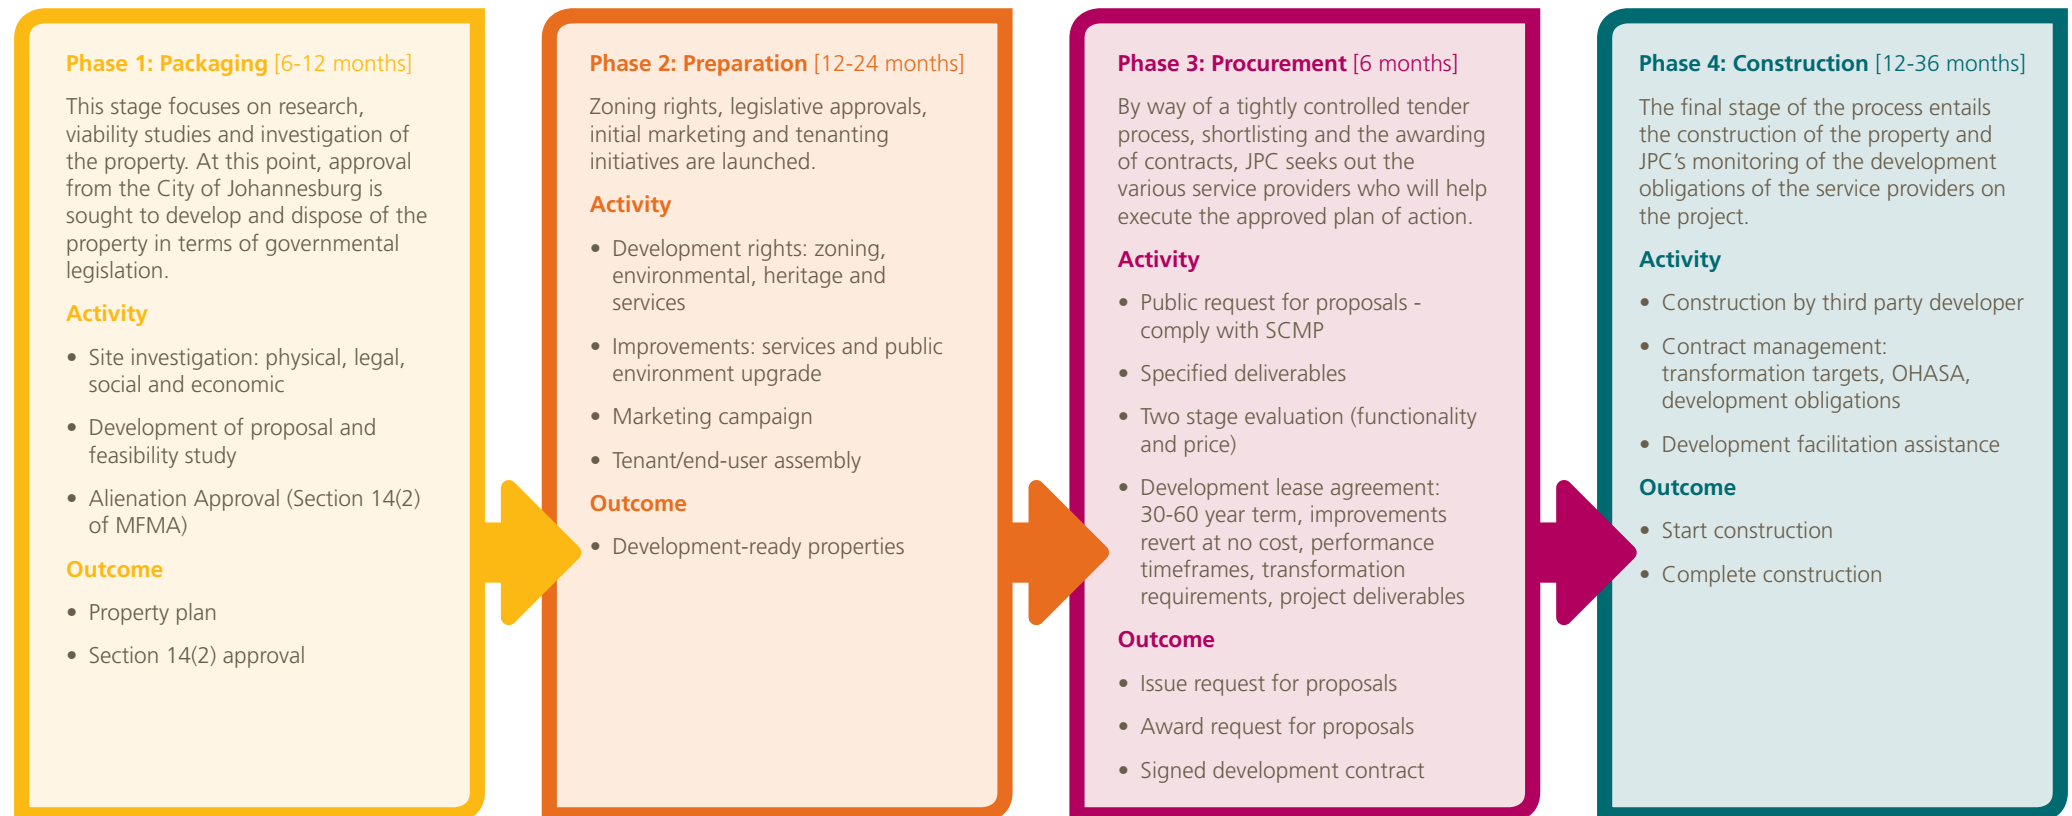 Phase 1: Packaging [6-12 months]
This stage focuses on research,
viability studies and investigation of
the property. At this point, approval
from the City of Johannesburg is
sought to develop and dispose of the
property in terms of governmental
legislation.
Activity
• Site investigation: physical, legal,
social and economic
• Development of proposal and
feasibility study
• Alienation Approval (Section 14(2)
of MFMA)
Outcome
• Property plan
• Section 14(2) approval
Phase 2: Preparation [12-24 months]
Zoning rights, legislative approvals,
initial marketing and tenanting
initiatives are launched.
Activity
• Development rights: zoning,
environmental, heritage and
services
• Improvements: services and public
environment upgrade
• Marketing campaign
• Tenant/end-user assembly
Outcome
• Development-ready properties
Phase 3: Procurement [6 months]
By way of a tightly controlled tender
process, shortlisting and the awarding
of contracts, JPC seeks out the
various service providers who will help
execute the approved plan of action.
Activity
• Public request for proposals -
comply with SCMP
• Specified deliverables
• Two stage evaluation (functionality
and price)
• Development lease agreement:
30-60 year term, improvements
revert at no cost, performance
timeframes, transformation
requirements, project deliverables
Outcome
• Issue request for proposals
• Award request for proposals
• Signed development contract
Phase 4: Construction [12-36 months]
The final stage of the process entails
the construction of the property and
JPC’s monitoring of the development
obligations of the service providers on
the project.
Activity
• Construction by third party developer
• Contract management:
transformation targets, OHASA,
development obligations
• Development facilitation assistance
Outcome
• Start construction
• Complete construction